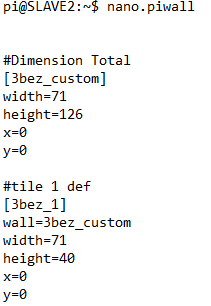 pi@SLAVE2:~$ nano.piwall
#Dimension Total
[3bez_custom]
width=71
height=126
x=0
y=0
#tile 1 def
[3bez_1]
wall=3bez_custom
width=71
height=40
x=0
y=0